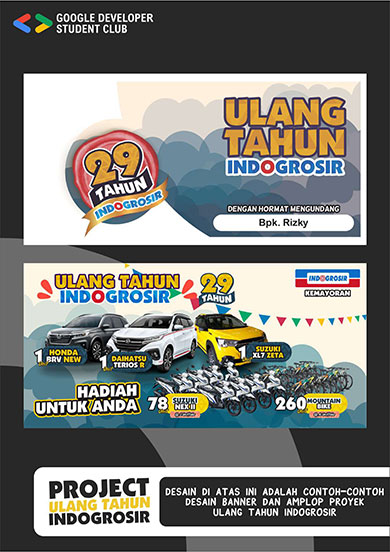 GOOGLE DEVELOPER
STUDENT CLUB
ULANG
TAHUN
INDOGROSIR
29
TAHUN
INDOGROSIR
DENGAN HORMAT MENGUNDANG
Bpk. Rizky
ULANG TAHUN
INDOGROSIR
29
TAHUN
INDOGROSIR
KEMAYORAN
1 HONDA
BRV NEW
1 DAIHATSU
TERIOS R
1 SUZUKI
XL7 ZETA
HADIAH
UNTUK ANDA
78 SUZUKI
NEX II
260 MOUNTAIN
BIKE
PROJECT
ULANG TAHUN
INDOGROSIR
DESAIN DI ATAS INI ADALAH CONTOH-CONTOH
DESAIN BANNER DAN AMPLOP PROYEK
ULANG TAHUN INDOGROSIR